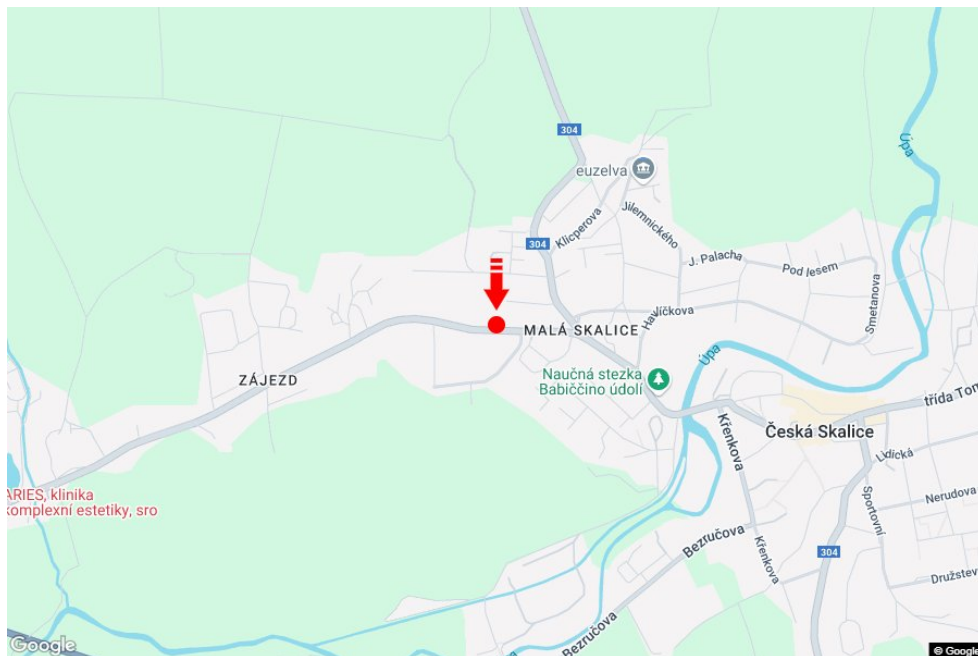 304
euzelva
Úpa
Klicperova
Jilemnického
304
J. Palacha
Pod lesem
Smetanova
Havlíčkova
MALÁ SKALICE
Úpa
ZÁJEZD
Naučná stezka
Babiččino údolí
třída Tom
Křenkova
Česká Skalice
Lidická
ARIES, klinika
komplexní estetiky, sro
Sportovní
Nerudova
Bezručova
304
Křenkova
Družstev
Bezručova
Úpa
Google
© Google